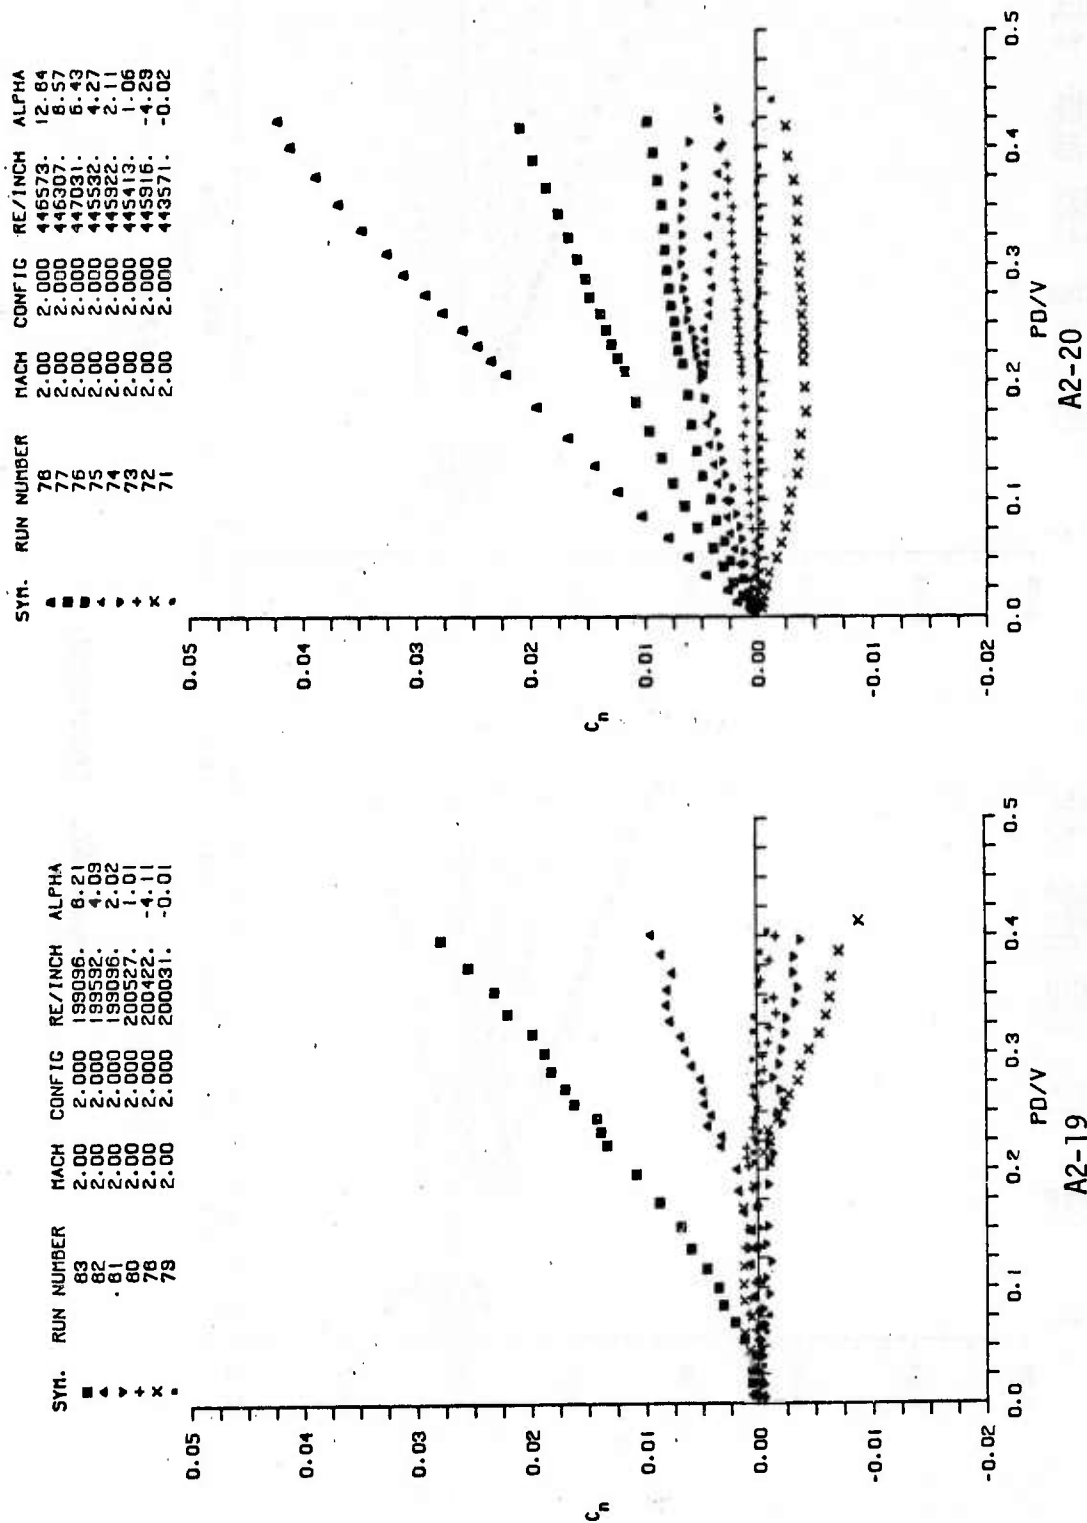 SYM. RUN NUMBER MACH CONFIG RE/INCH ALPHA
83 2.00 2.000 199096. 6.21
82 2.00 2.000 199592. 4.09
.81 2.00 2.000 199096. 2.02
80 2.00 2.000 200527. 1.01
78 2.00 2.000 200422. -4.11
79 2.00 2.000 200031. -0.01
0.05
0.04
0.03
0.02
0.01
0.00
-0.01
-0.02
Cn
0.0 0.1 0.2 0.3 0.4 0.5
PD/V
A2-19
SYM. RUN NUMBER MACH CONFIG RE/INCH ALPHA
78 2.00 2.000 446573. 12.84
77 2.00 2.000 446307. 8.57
76 2.00 2.000 447031. 6.43
75 2.00 2.000 445532. 4.27
74 2.00 2.000 445922. 2.11
73 2.00 2.000 445413. 1.06
72 2.00 2.000 445916. -4.29
71 2.00 2.000 443571. -0.02
0.05
0.04
0.03
0.02
0.01
0.00
-0.01
-0.02
Cn
0.0 0.1 0.2 0.3 0.4 0.5
PD/V
A2-20